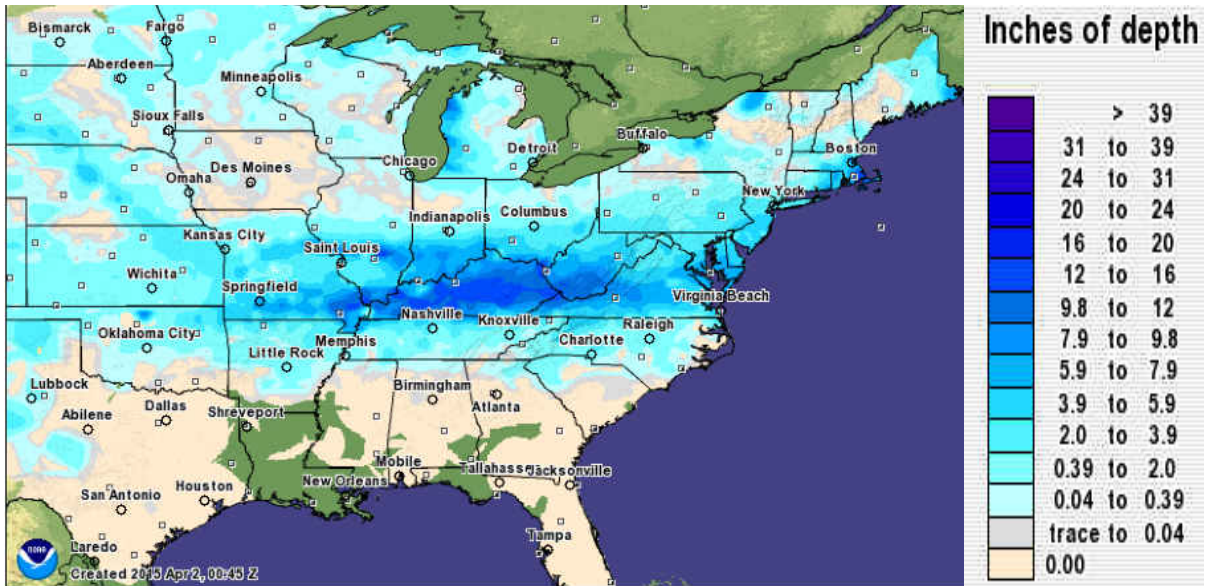 Bismarck
Fargo
Aberdeen
Minneapolis
Sioux Falls
Buffalo
Boston
Detroit
Chicago
Des Moines
Omaha
New York
Indianapolis
Columbus
Kansas City
Saint Louis
Wichita
Springfield
Virginia Beach
Nashville
Knoxville
Raleigh
Oklahoma City
Charlotte
Memphis
Little Rock
Lubbock
Birmingham
Atlanta
Abilene
Dallas
Shreveport
Mobile
Tallahass
Jacksonville
New Orleans
San Antonio
Houston
Tampa
Laredo
noaa
Created 2015 Apr 2, 00:45 Z
Inches of depth
> 39
31 to 39
24 to 31
20 to 24
16 to 20
12 to 16
9.8 to 12
7.9 to 9.8
5.9 to 7.9
3.9 to 5.9
2.0 to 3.9
0.39 to 2.0
0.04 to 0.39
trace to 0.04
0.00